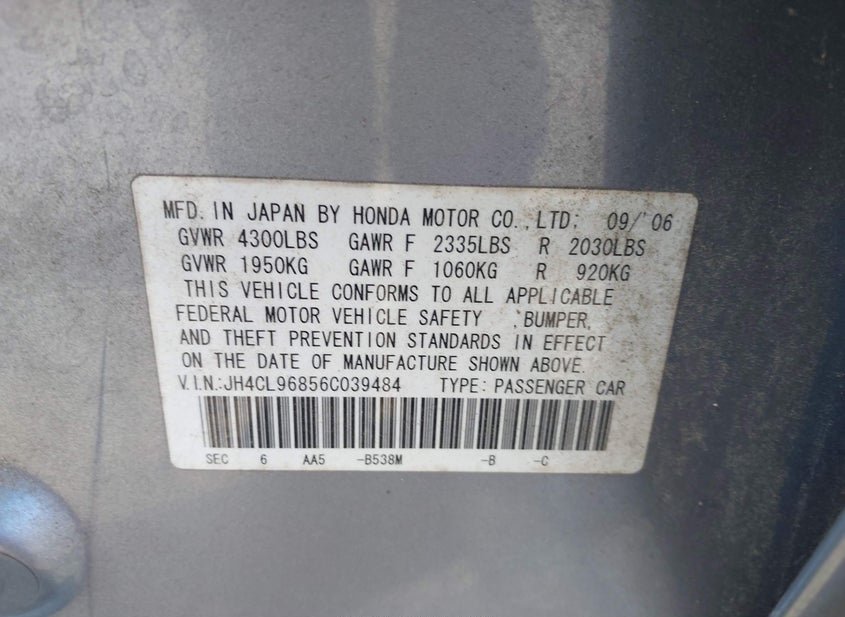 MFD. IN JAPAN BY HONDA MOTOR CO., LTD; 09/'06
GVWR 4300LBS GAWR F 2335LBS R 2030LBS
GVWR 1950KG GAWR F 1060KG R 920KG
THIS VEHICLE CONFORMS TO ALL APPLICABLE
FEDERAL MOTOR VEHICLE SAFETY , BUMPER,
AND THEFT PREVENTION STANDARDS IN EFFECT
ON THE DATE OF MANUFACTURE SHOWN ABOVE.
V.I.N.:JH4CL96856C039484 TYPE: PASSENGER CAR
SEC 6 AA5 -B538M -B -C